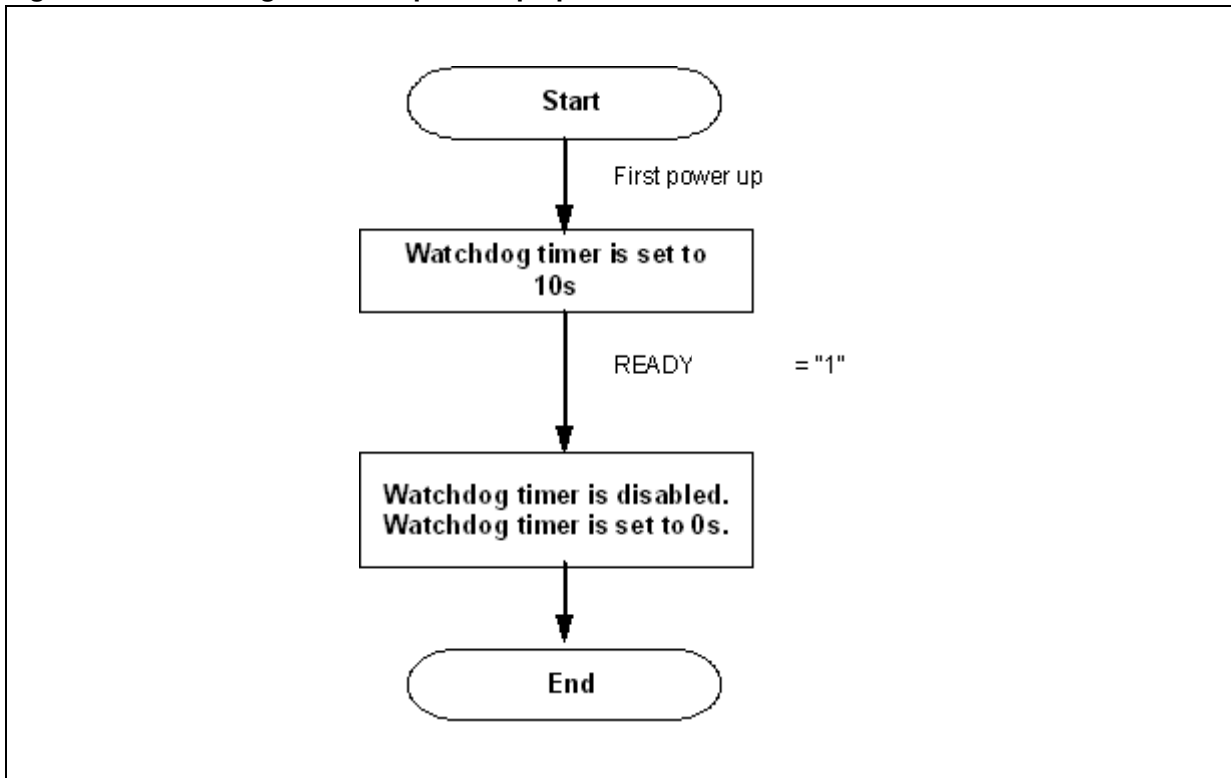 Start
First power up
Watchdog timer is set to
10s
READY = "1"
Watchdog timer is disabled.
Watchdog timer is set to 0s.
End